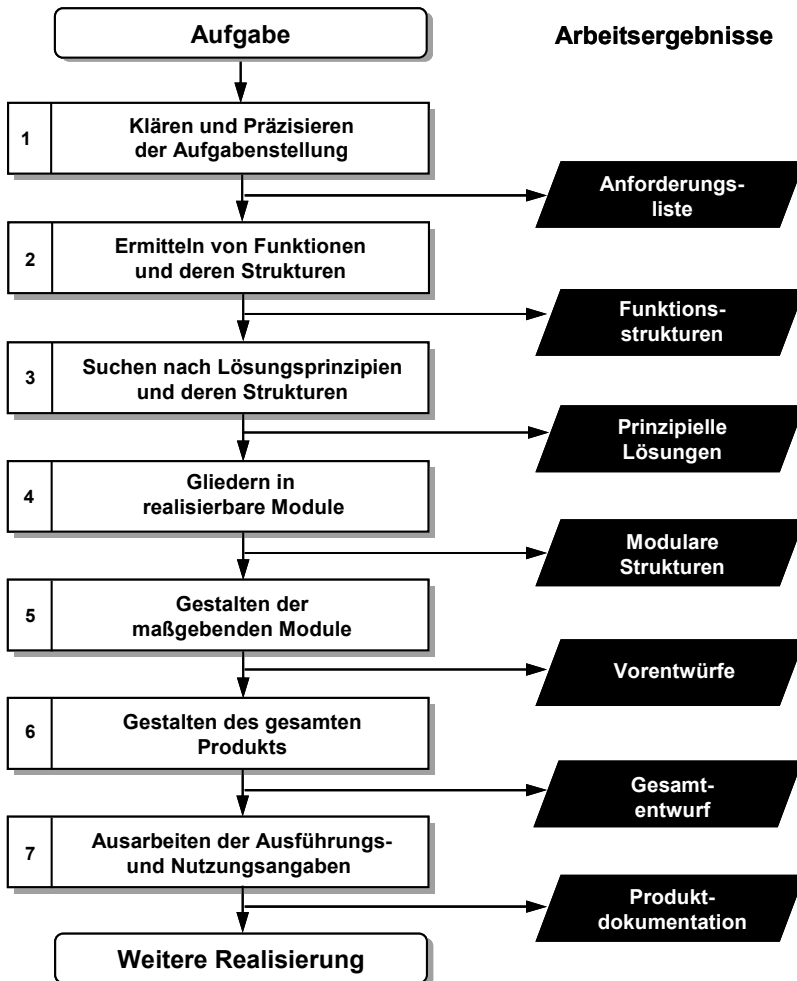 Aufgabe
Arbeitsergebnisse
1
Klären und Präzisieren
der Aufgabenstellung
Anforderungs-
liste
2
Ermitteln von Funktionen
und deren Strukturen
Funktions-
strukturen
3
Suchen nach Lösungsprinzipien
und deren Strukturen
Prinzipielle
Lösungen
4
Gliedern in
realisierbare Module
Modulare
Strukturen
5
Gestalten der
maßgebenden Module
Vorentwürfe
6
Gestalten des gesamten
Produkts
Gesamt-
entwurf
7
Ausarbeiten der Ausführungs-
und Nutzungsangaben
Produkt-
dokumentation
Weitere Realisierung